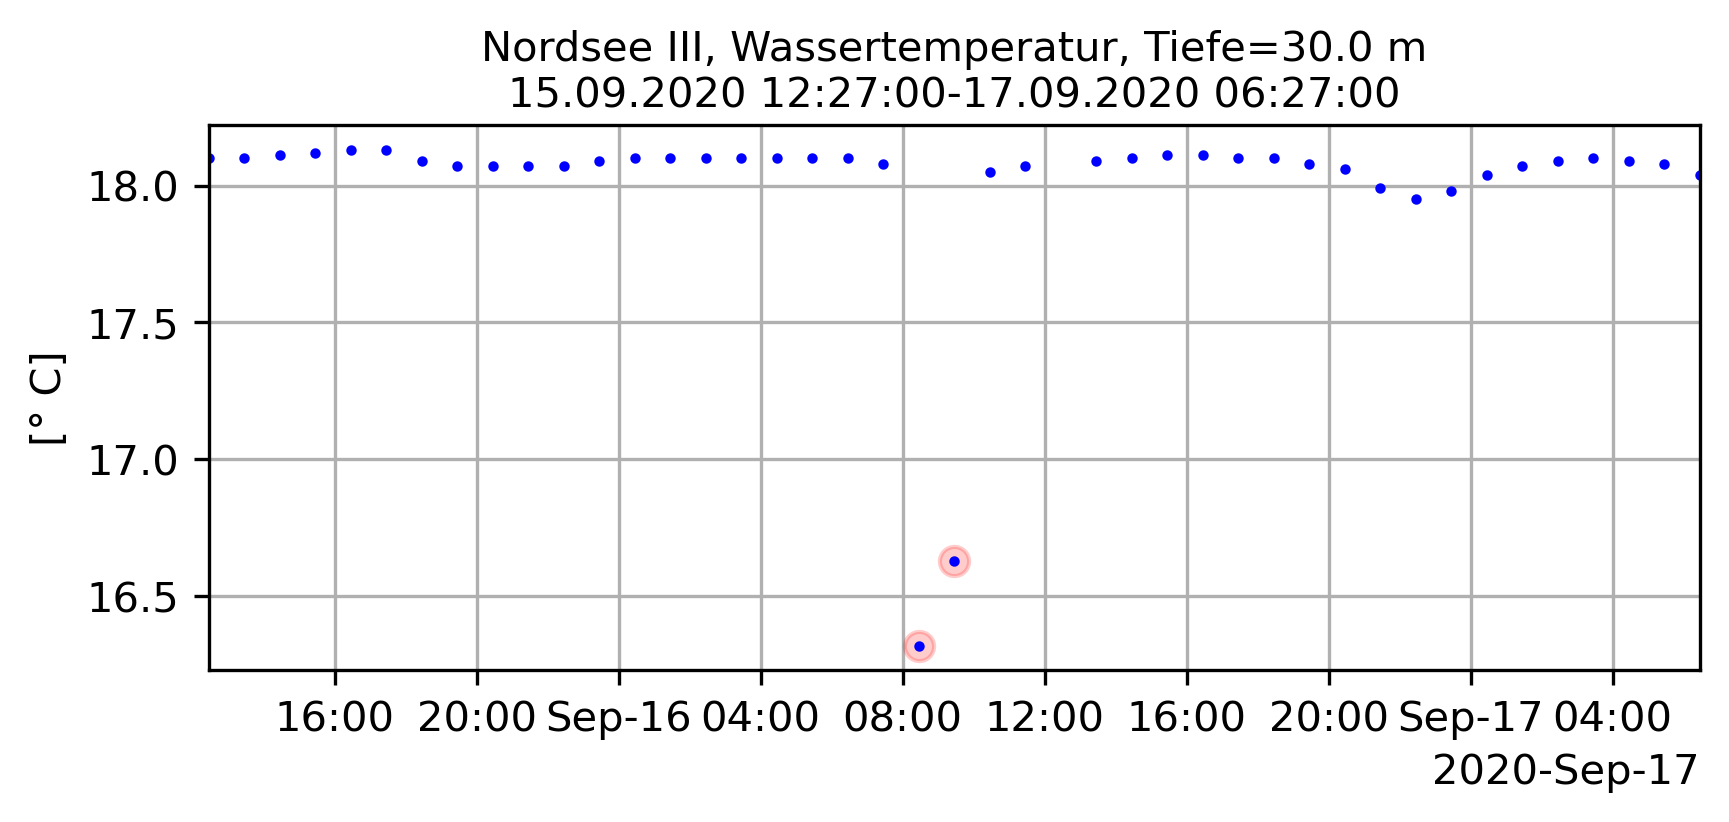 Nordsee III, Wassertemperatur, Tiefe=30.0 m
15.09.2020 12:27:00-17.09.2020 06:27:00
18.0
17.5
17.0
16.5
[° C]
16:00 20:00 Sep-16 04:00 08:00 12:00 16:00 20:00 Sep-17 04:00
2020-Sep-17